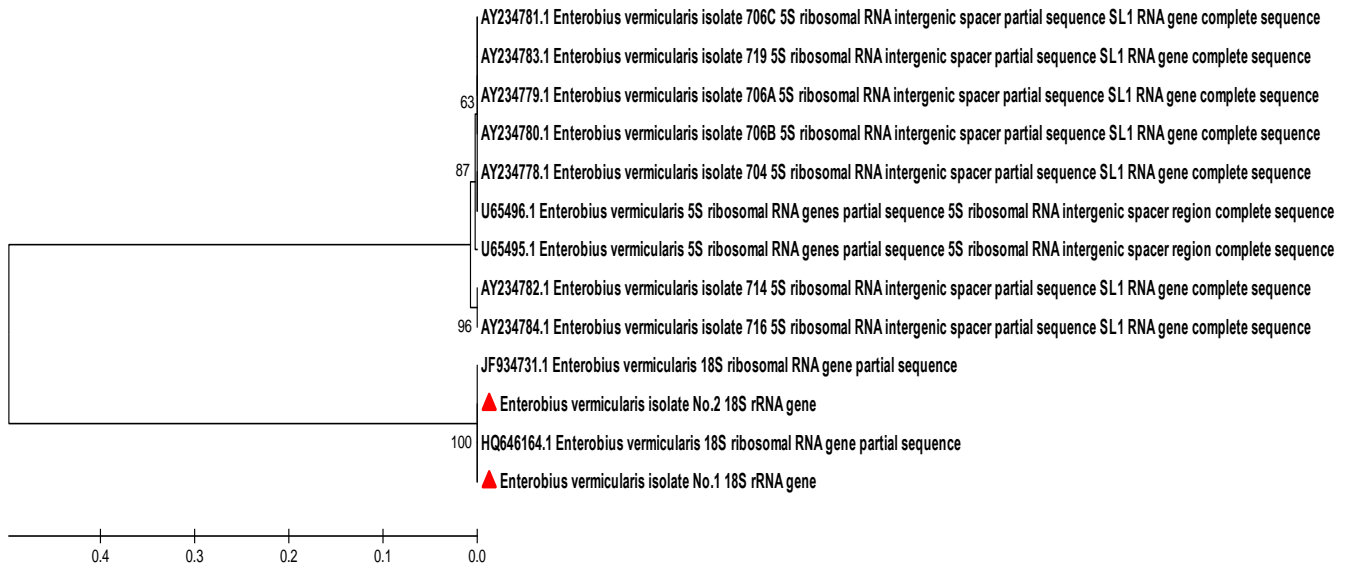 AY234781.1 Enterobius vermicularis isolate 706C 5S ribosomal RNA intergenic spacer partial sequence SL1 RNA gene complete sequence
AY234783.1 Enterobius vermicularis isolate 719 5S ribosomal RNA intergenic spacer partial sequence SL1 RNA gene complete sequence
63
AY234779.1 Enterobius vermicularis isolate 706A 5S ribosomal RNA intergenic spacer partial sequence SL1 RNA gene complete sequence
AY234780.1 Enterobius vermicularis isolate 706B 5S ribosomal RNA intergenic spacer partial sequence SL1 RNA gene complete sequence
87
AY234778.1 Enterobius vermicularis isolate 704 5S ribosomal RNA intergenic spacer partial sequence SL1 RNA gene complete sequence
U65496.1 Enterobius vermicularis 5S ribosomal RNA genes partial sequence 5S ribosomal RNA intergenic spacer region complete sequence
U65495.1 Enterobius vermicularis 5S ribosomal RNA genes partial sequence 5S ribosomal RNA intergenic spacer region complete sequence
AY234782.1 Enterobius vermicularis isolate 714 5S ribosomal RNA intergenic spacer partial sequence SL1 RNA gene complete sequence
96
AY234784.1 Enterobius vermicularis isolate 716 5S ribosomal RNA intergenic spacer partial sequence SL1 RNA gene complete sequence
JF934731.1 Enterobius vermicularis 18S ribosomal RNA gene partial sequence
Enterobius vermicularis isolate No.2 18S rRNA gene
100
HQ646164.1 Enterobius vermicularis 18S ribosomal RNA gene partial sequence
Enterobius vermicularis isolate No.1 18S rRNA gene
0.4 0.3 0.2 0.1 0.0